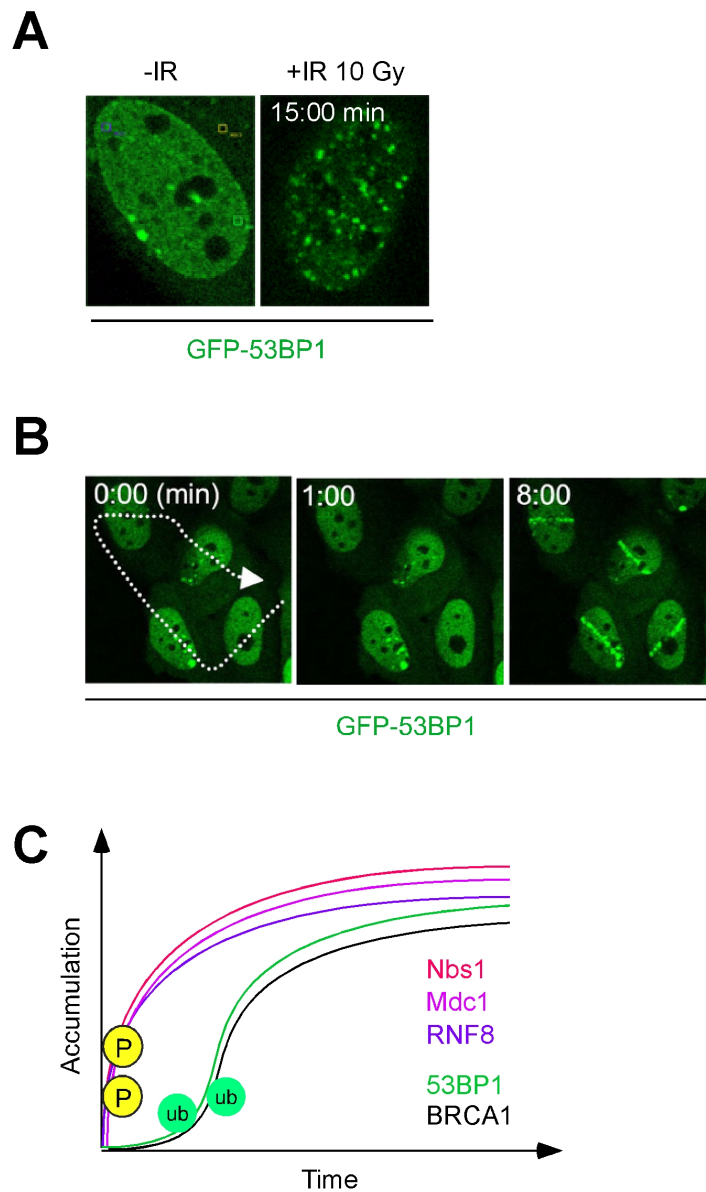 A
-IR +IR 10 Gy
15:00 min
GFP-53BP1
B
0:00 (min) 1:00 8:00
GFP-53BP1
C
Accumulation
Nbs1
Mdc1
RNF8
P
P
53BP1
ub ub
BRCA1
Time